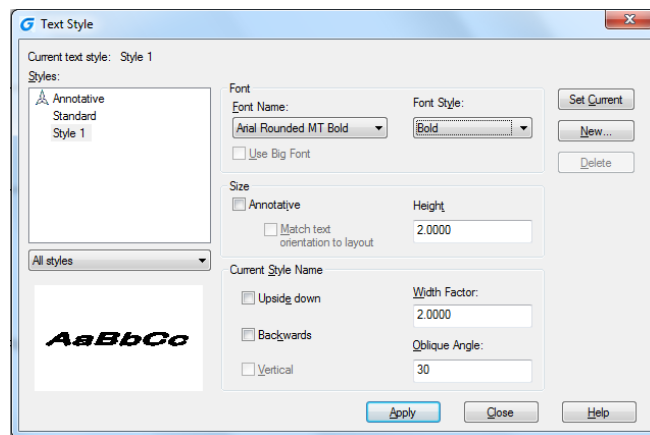 Text Style
Current text style: Style 1
Styles:
Annotative
Standard
Style 1
All styles
AaBbCc
Font
Font Name:
Font Style:
Arial Rounded MT Bold
Bold
Use Big Font
Size
Annotative
Match text
orientation to layout
Height
2.0000
Current Style Name
Upside down
Backwards
Vertical
Width Factor:
2.0000
Oblique Angle:
30
Set Current
New...
Delete
Apply
Close
Help